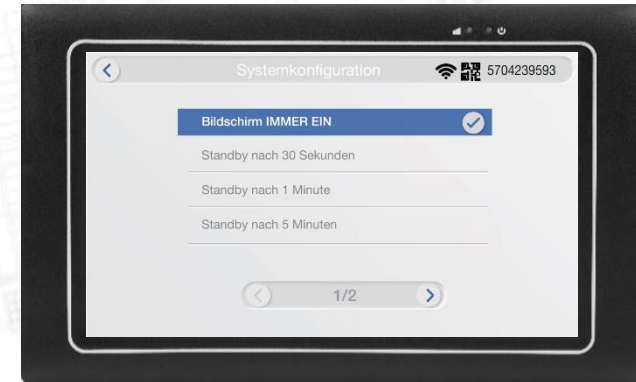 Systemkonfiguration
5704239593
Bildschirm IMMER EIN
Standby nach 30 Sekunden
Standby nach 1 Minute
Standby nach 5 Minuten
1/2